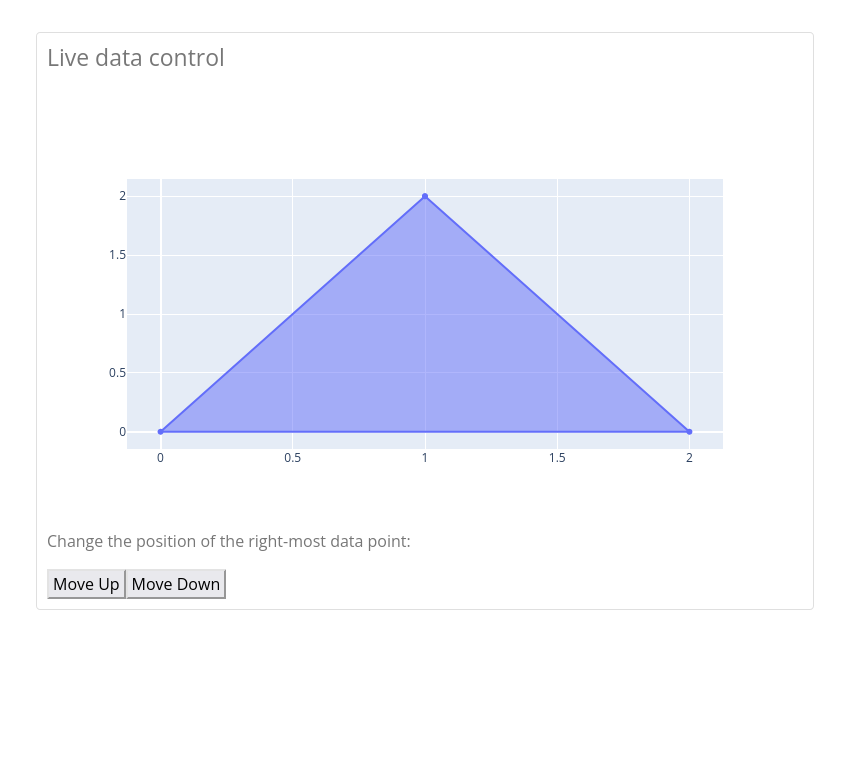 Live data control
2
1.5
1
0.5
0
0 0.5 1 1.5 2
Change the position of the right-most data point:
Move Up Move Down